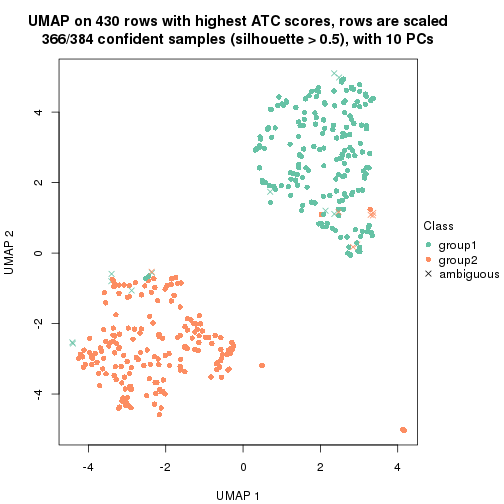 UMAP on 430 rows with highest ATC scores, rows are scaled
366/384 confident samples (silhouette > 0.5), with 10 PCs
UMAP 2
4
2
0
-2
-4
-4
-2
0
2
4
UMAP 1
Class
group1
group2
ambiguous